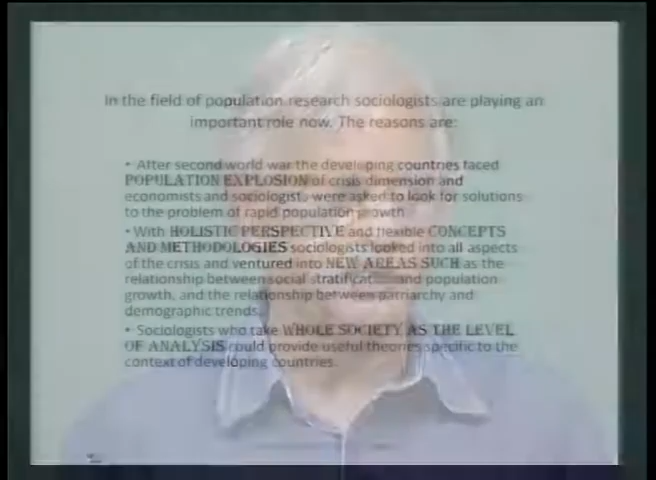 In the field of population research sociologists are playing an
important role now. The reasons are:
• After second world war the developing countries faced
POPULATION EXPLOSION of crisis dimension and
economists and sociologists were asked to look for solutions
to the problem of rapid population growth.
• With HOLISTIC PERSPECTIVE and flexible CONCEPTS
AND METHODOLOGIES sociologists looked into all aspects
of the crisis and ventured into NEW AREAS SUCH as the
relationship between social stratification and population
growth, and the relationship between patriarchy and
demographic trends.
• Sociologists who take WHOLE SOCIETY AS THE LEVEL
OF ANALYSIS could provide useful theories specific to the
context of developing countries.